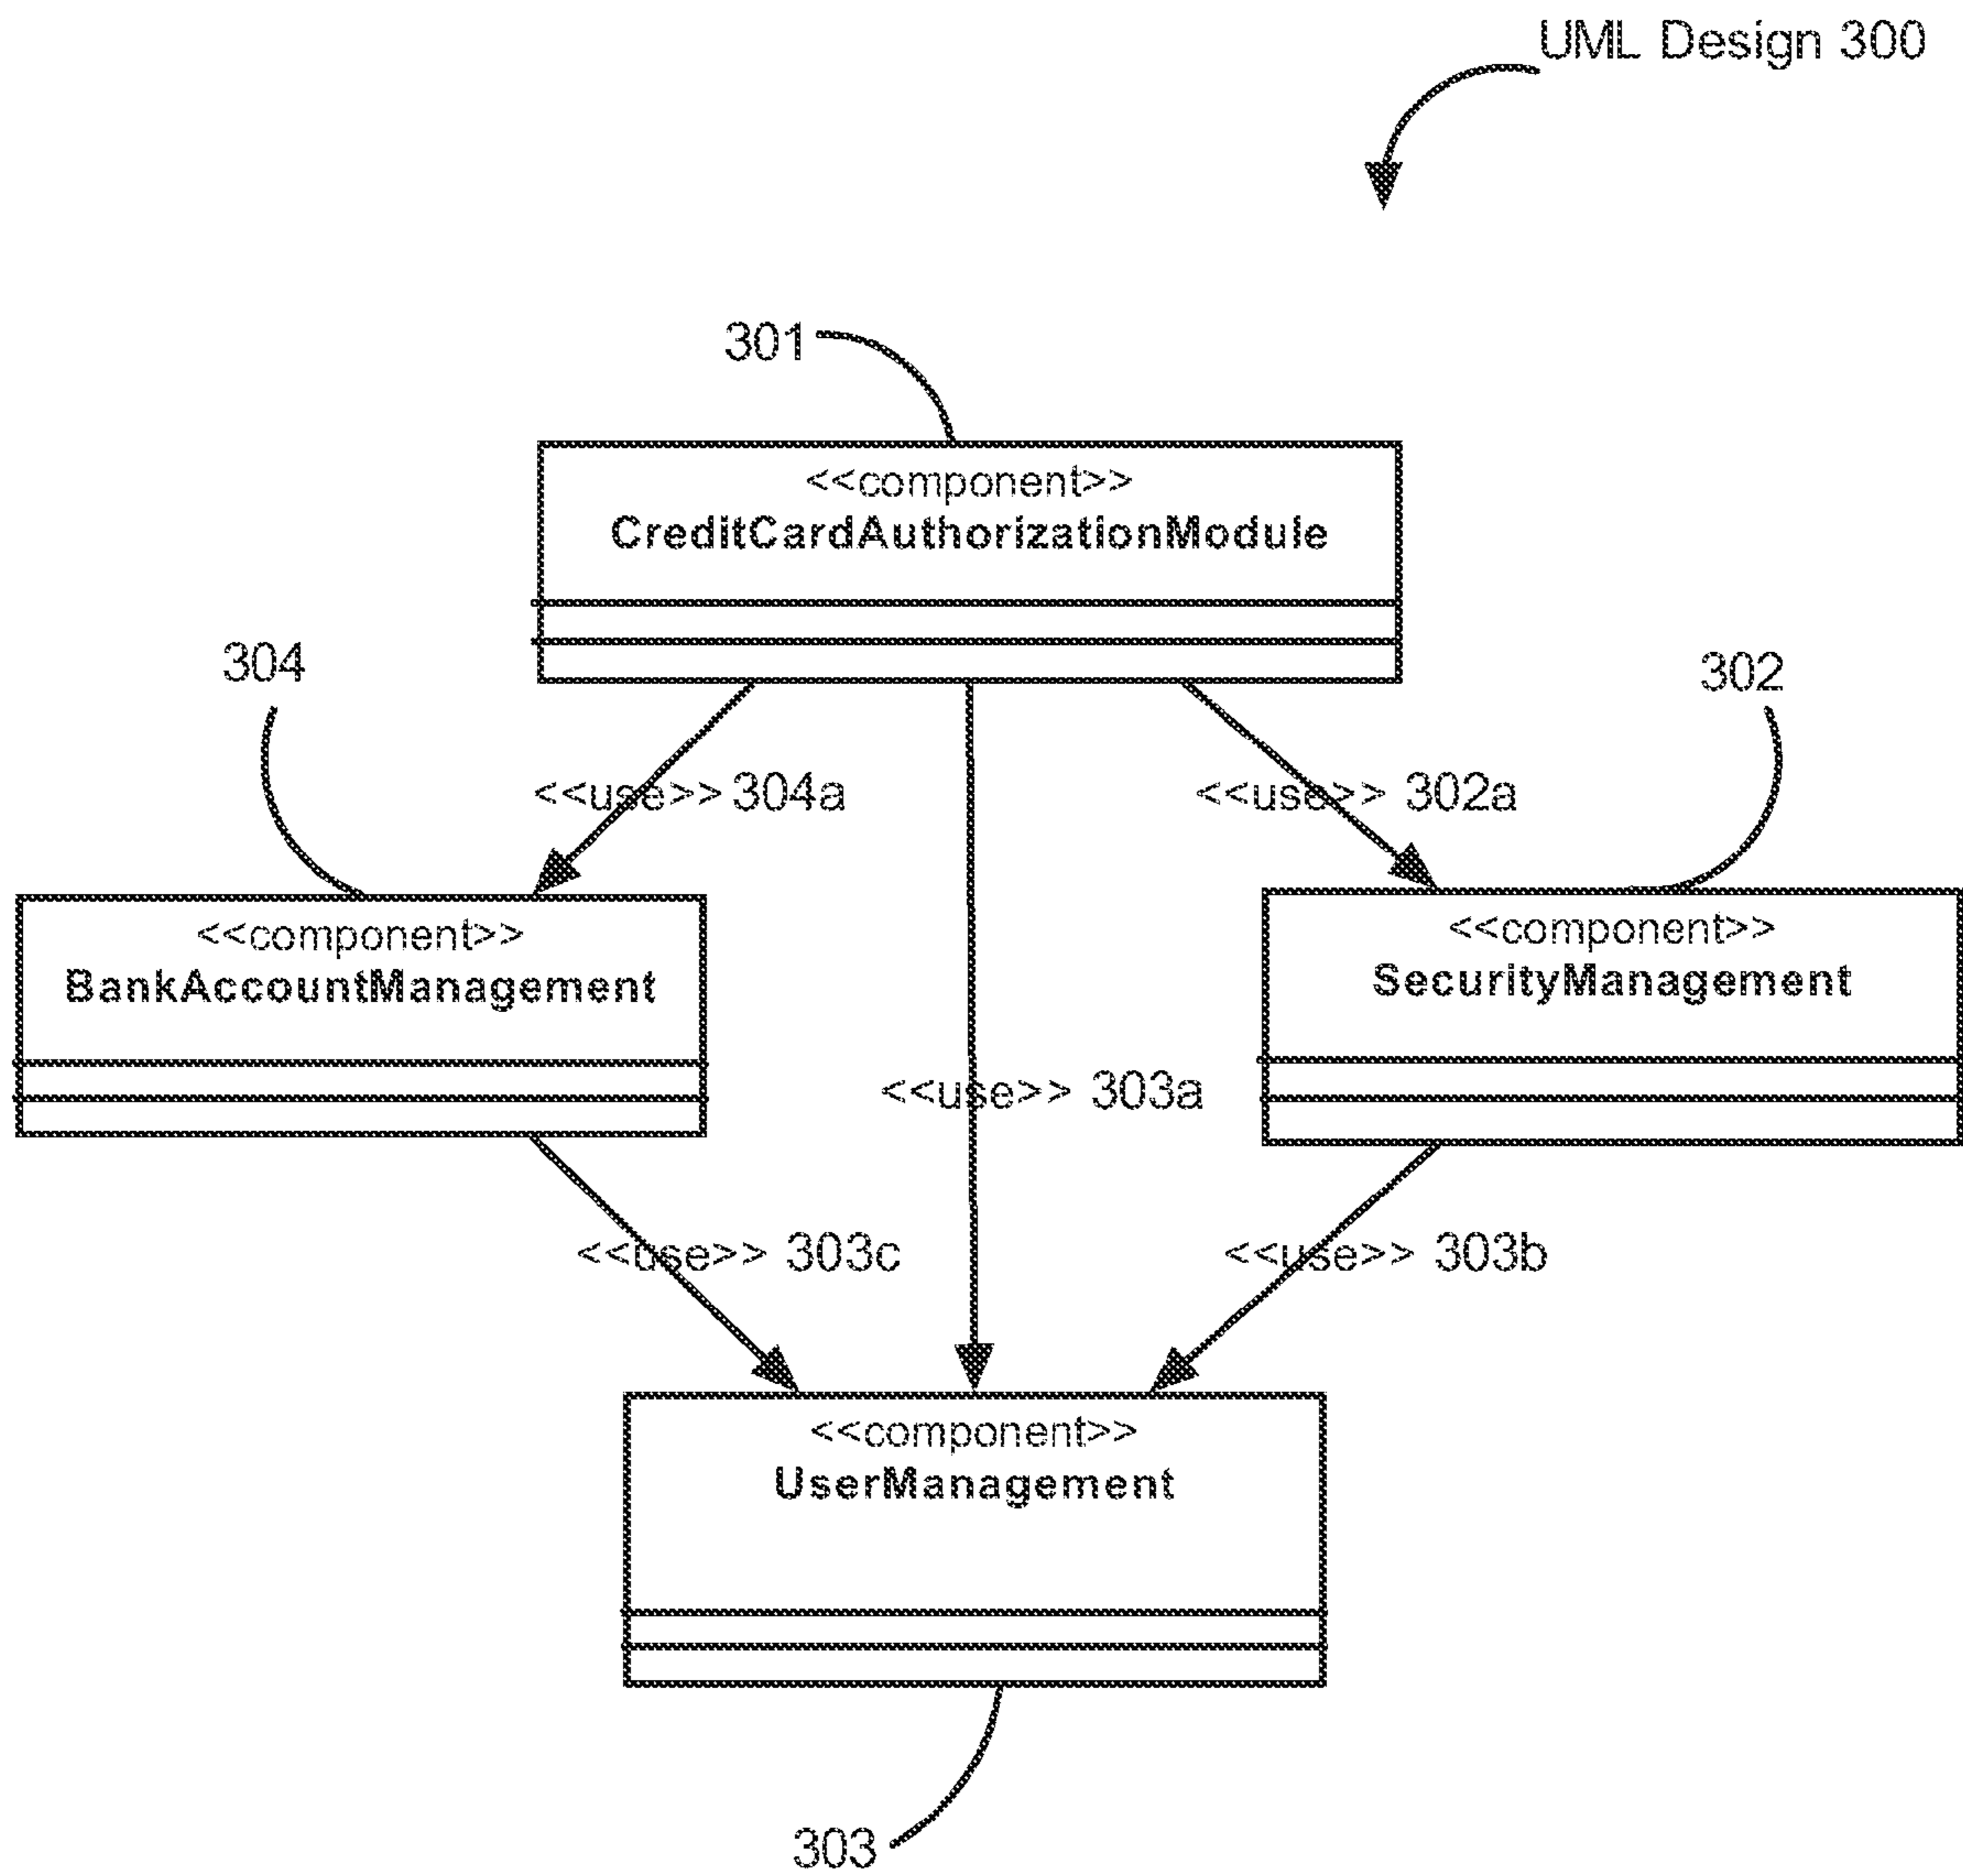 UML Design 300
301
<<component>>
CreditCardAuthorizationModule
304
302
<<use>> 304a
<<use>> 302a
<<component>>
BankAccountManagement
<<component>>
SecurityManagement
<<use>> 303a
<<use>> 303c
<<use>> 303b
<<component>>
UserManagement
303